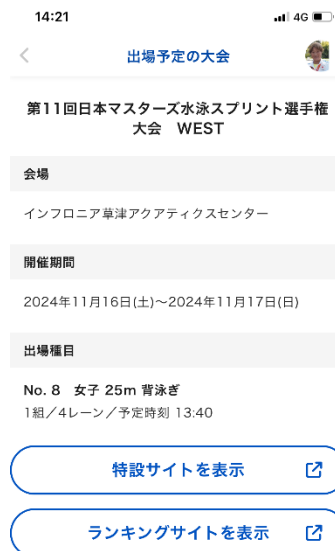 14:21
4G
出場予定の大会
第11回日本マスターズ水泳スプリント選手権
大会 WEST
会場
インフロニア草津アクアティクスセンター
開催期間
2024年11月16日(土)～2024年11月17日(日)
出場種目
No. 8 女子 25m 背泳ぎ
1組／4レーン／予定時刻 13:40
特設サイトを表示
ランキングサイトを表示